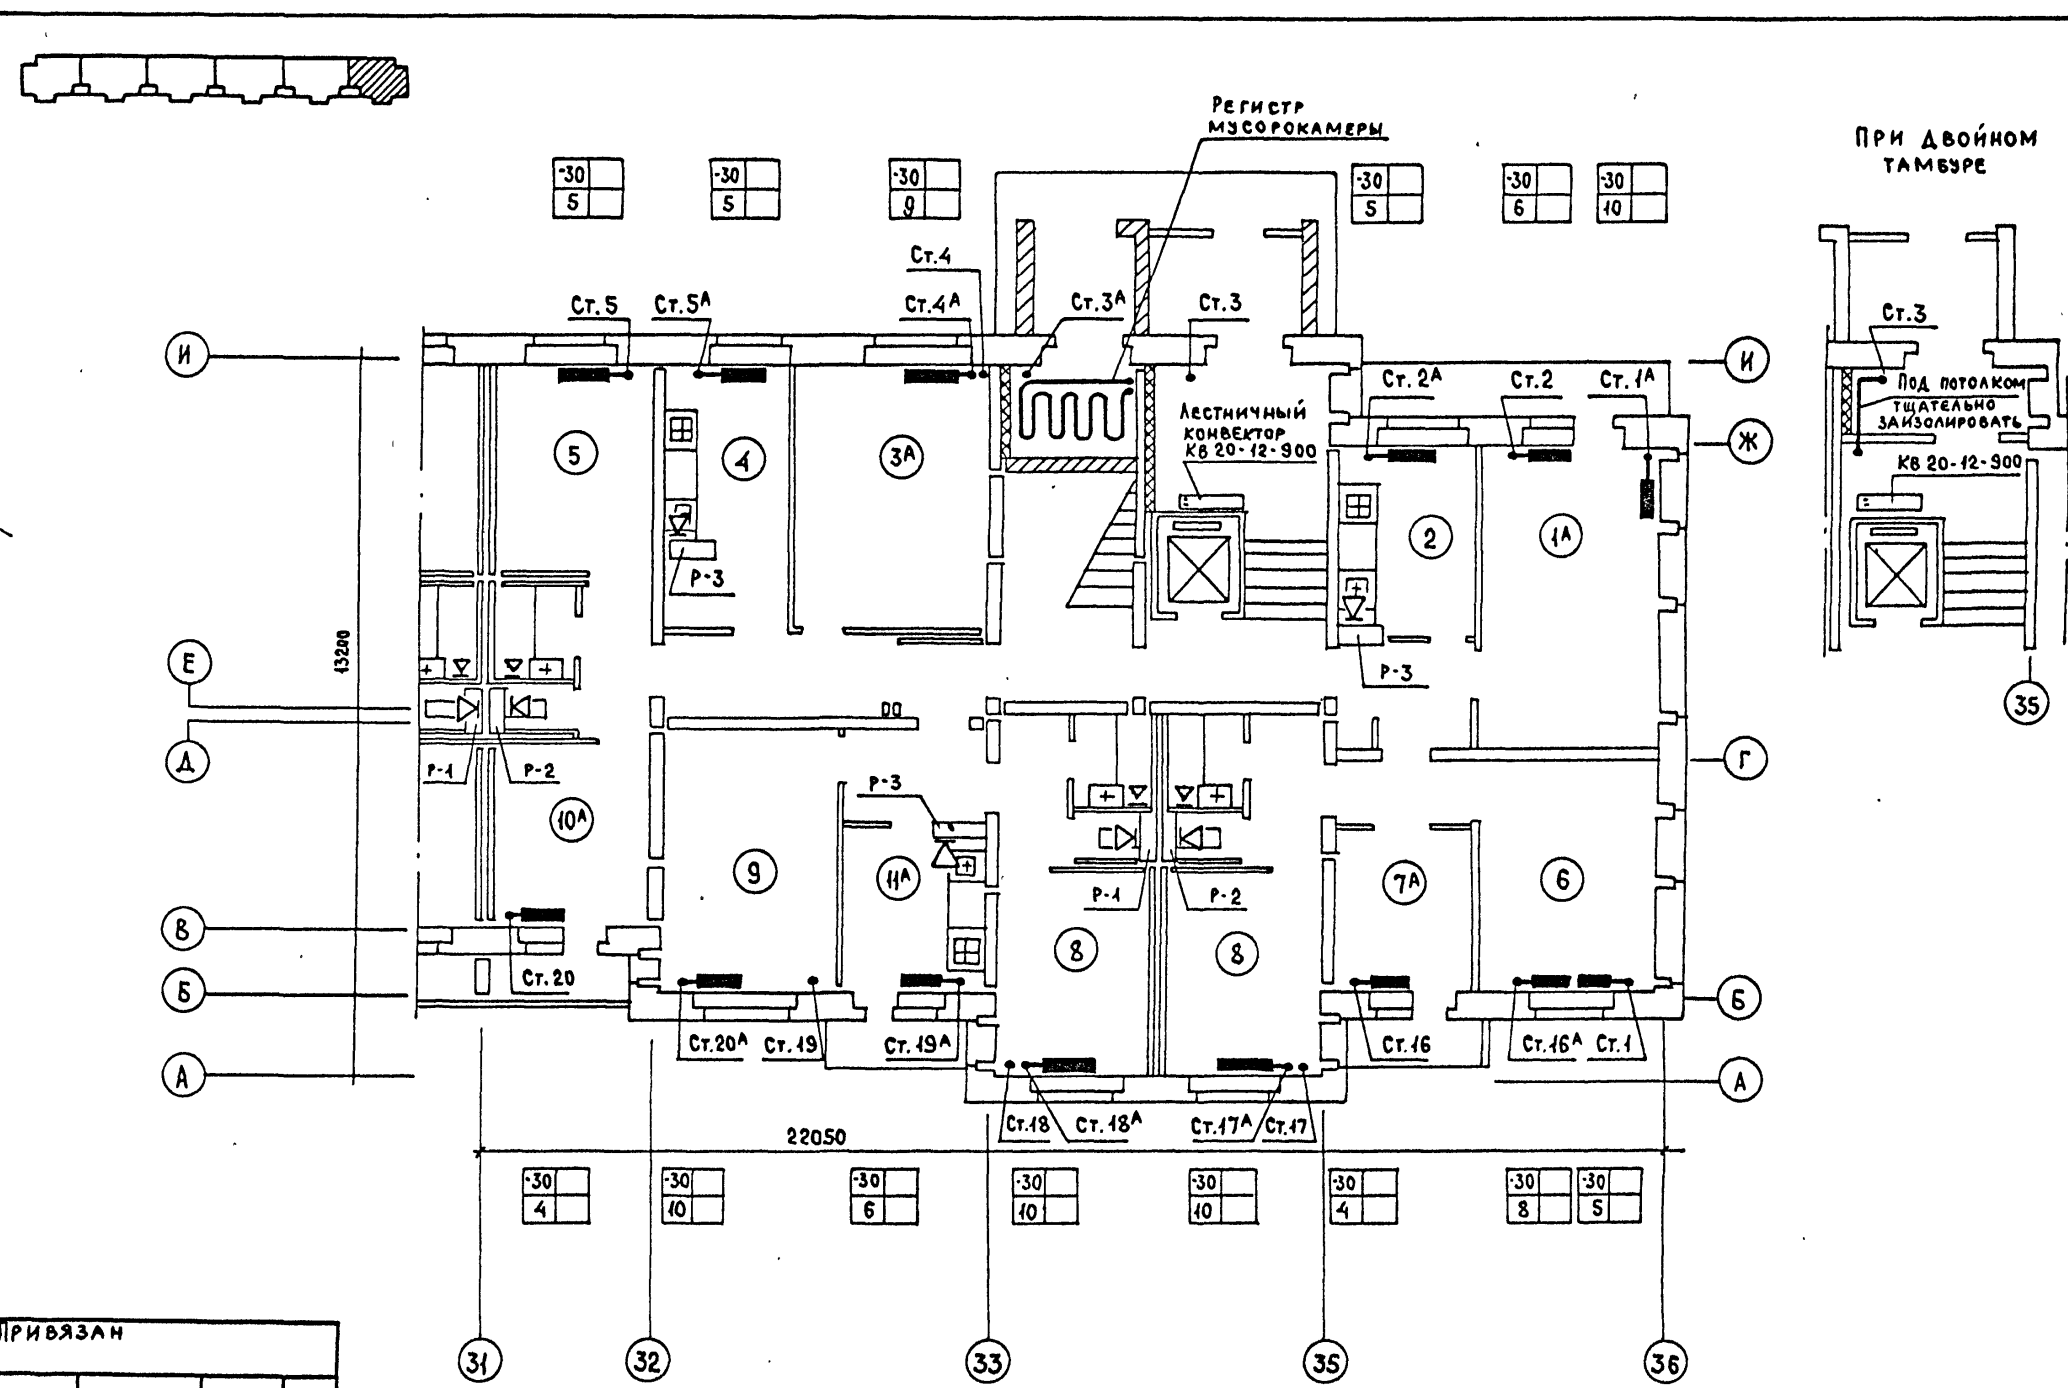 Регистр
мусорокамеры
При двойном
тамбуре
-30
5
-30
5
-30
9
-30
5
-30
6
-30
10
Ст.4
Ст.5
Ст.5А
Ст.4А
Ст.3А
Ст.3
Ст.3
И
И
Ст.2А
Ст.2
Ст.1А
Под потолком
тщательно
заизолировать
Лестничный
конвектор
КВ 20-12-900
Ж
КВ 20-12-900
5
4
3А
2
1А
Р-3
13200
Е
Р-3
35
Д
Г
Р-1
Р-2
Р-3
10А
9
11А
7А
6
Р-1
Р-2
В
8
8
Б
Ст.20
Б
Ст.20А
Ст.19
Ст.19А
Ст.16
Ст.16А
Ст.1
А
А
Ст.18
Ст.18А
Ст.17А
Ст.17
22050
-30
4
-30
10
-30
6
-30
10
-30
10
-30
4
-30
8
-30
5
Привязан
31
32
33
35
36